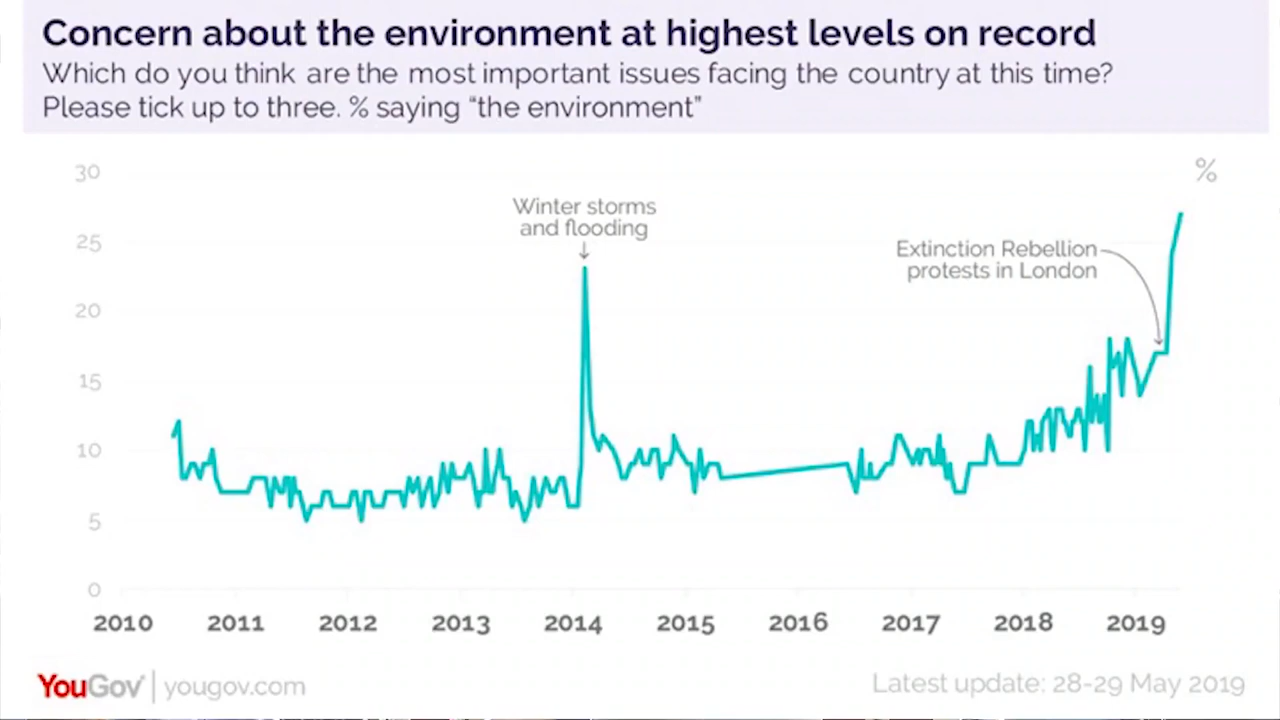 Concern about the environment at highest levels on record
Which do you think are the most important issues facing the country at this time?
Please tick up to three. % saying “the environment”
30
%
Winter storms
and flooding
25
Extinction Rebellion
protests in London
20
15
10
5
0
2010 2011 2012 2013 2014 2015 2016 2017 2018 2019
YouGov | yougov.com
Latest update: 28-29 May 2019